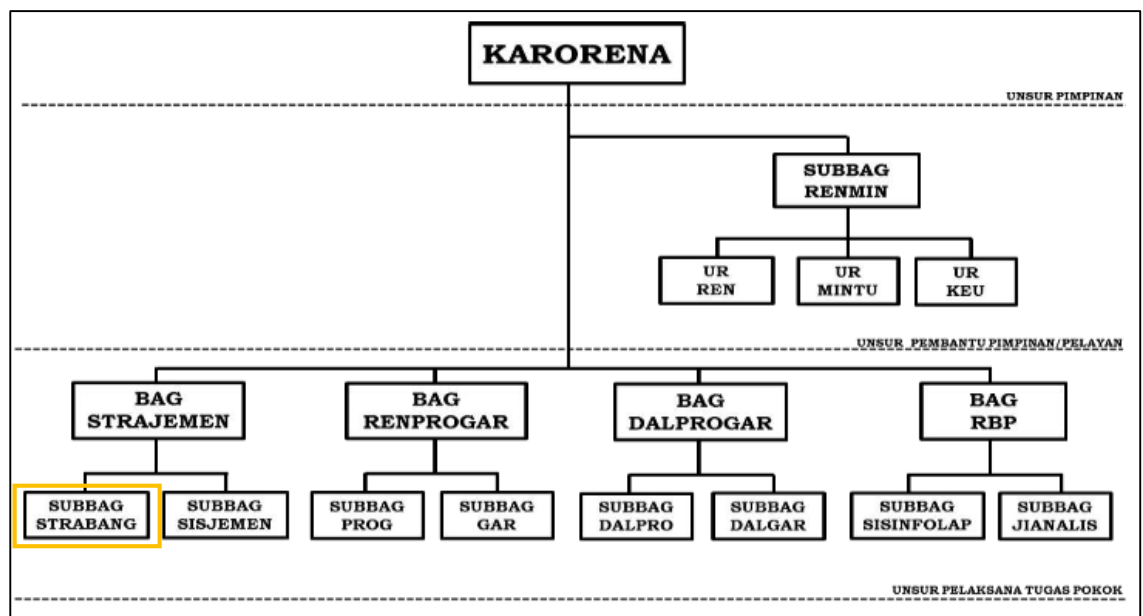 KARORENA
UNSUR PIMPINAN
SUBBAG
RENMIN
UR
REN
UR
MINTU
UR
KEU
UNSUR PEMBANTU PIMPINAN/PELAYAN
BAG
STRAJEMEN
BAG
RENPROGAR
BAG
DALPROGAR
BAG
RBP
SUBBAG
STRABANG
SUBBAG
SISJEMEN
SUBBAG
PROG
SUBBAG
GAR
SUBBAG
DALPRO
SUBBAG
DALGAR
SUBBAG
SISINFOLAP
SUBBAG
JIANALIS
UNSUR PELAKSANA TUGAS POKOK